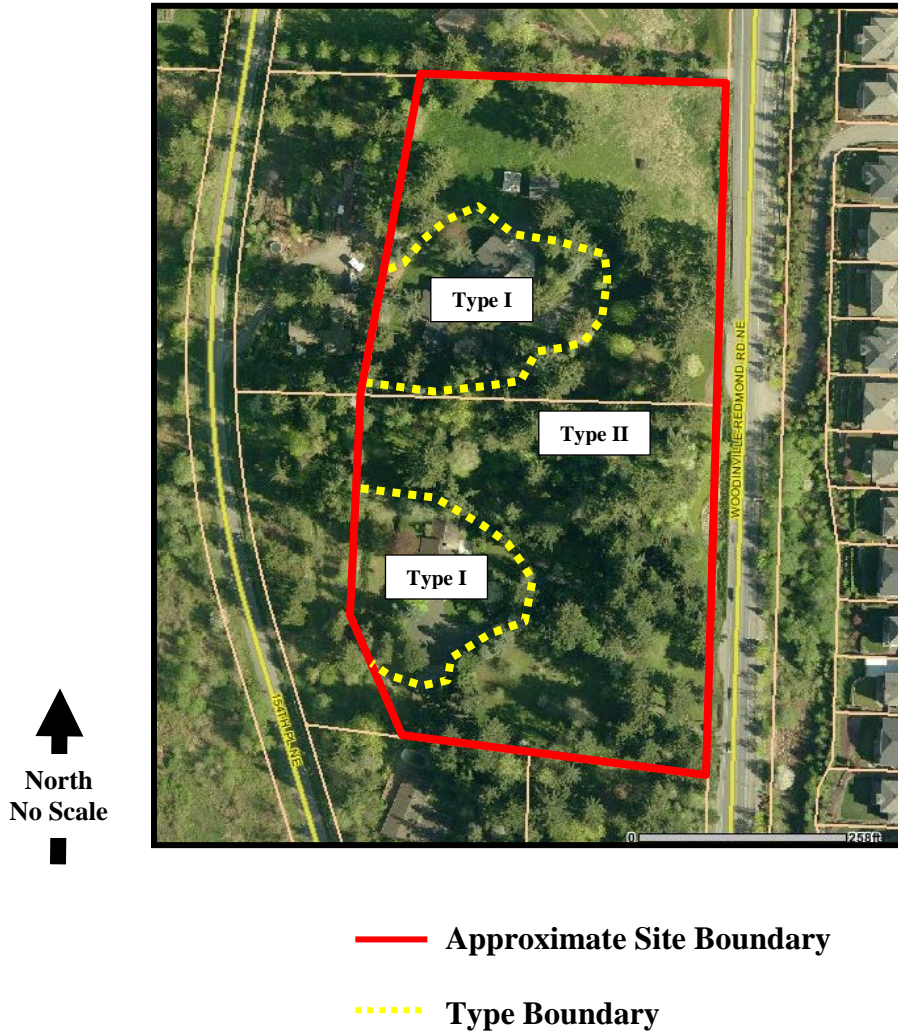 Type I
Type II
Type I
WOODINVILLE-REDMOND RD NE
154TH PL NE
North
No Scale
0
258ft
Approximate Site Boundary
Type Boundary